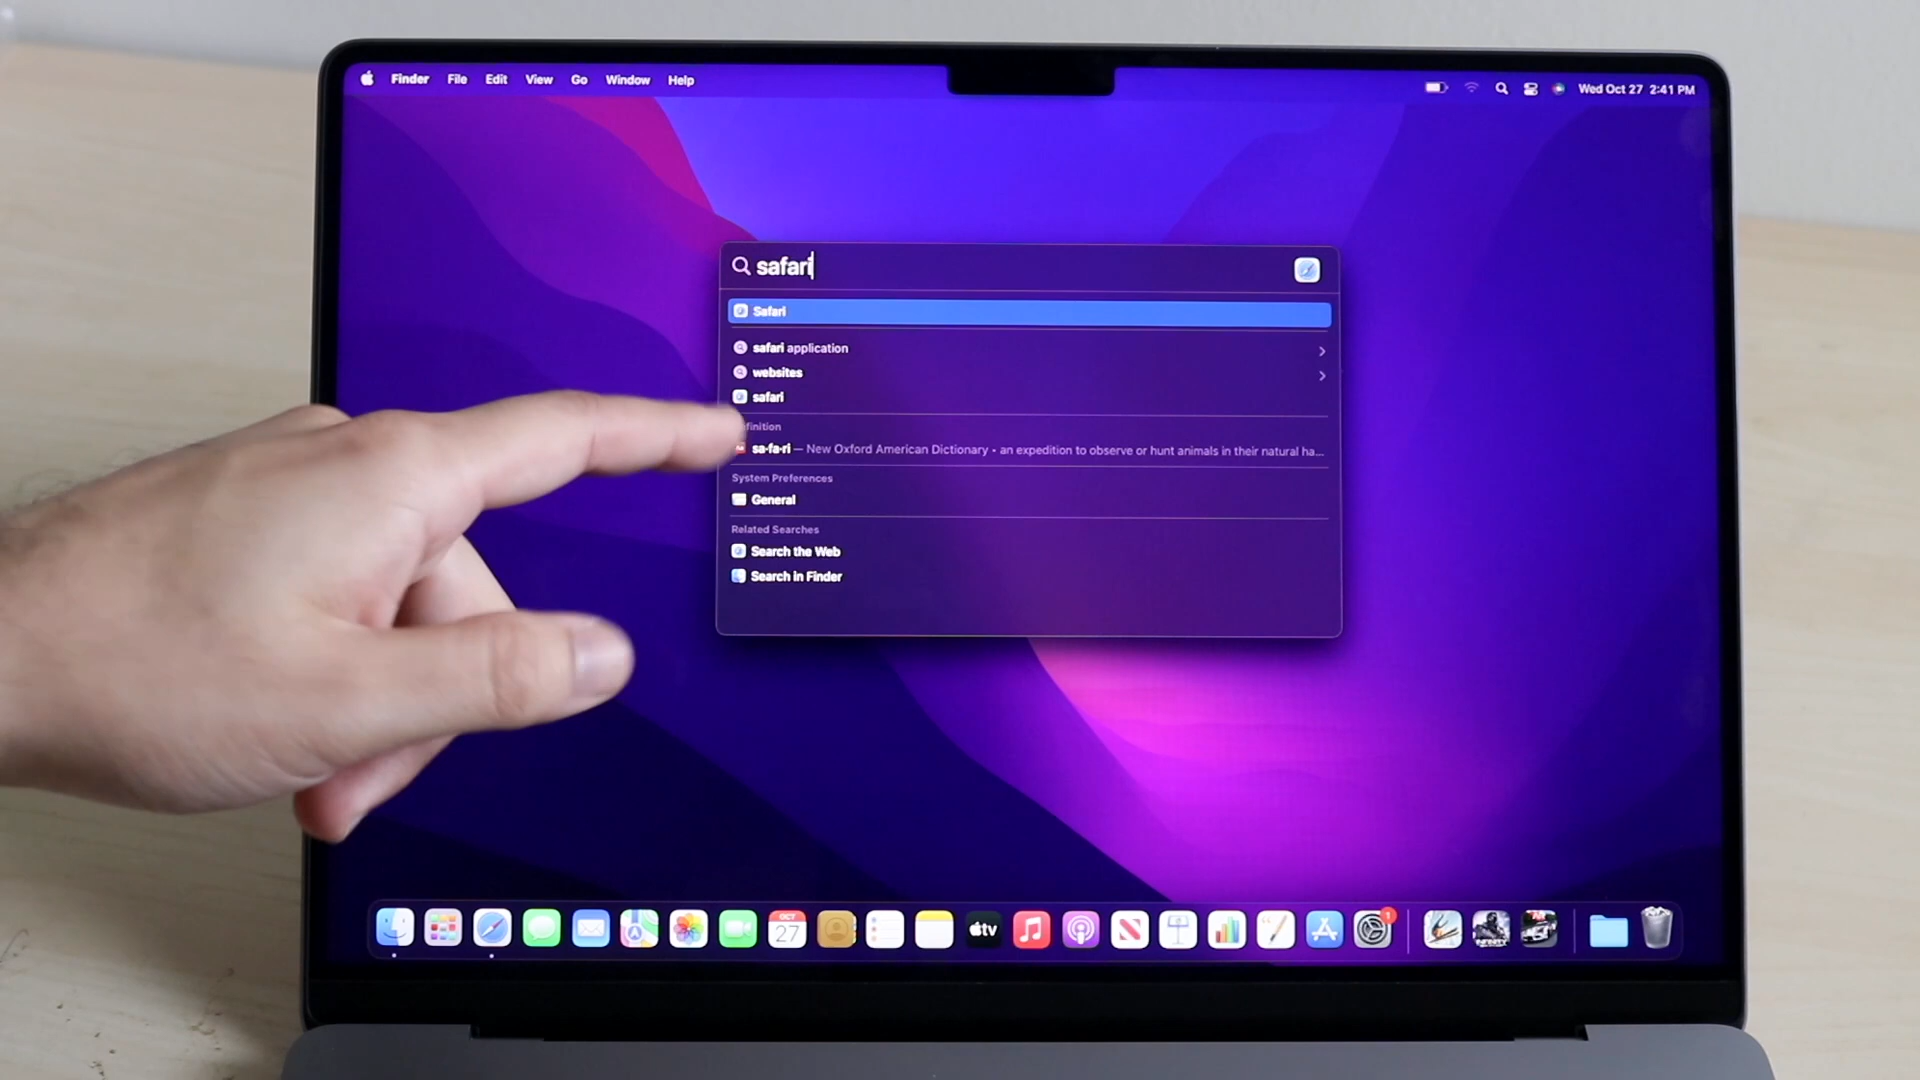 Finder File Edit View Go Window Help
Wed Oct 27 2:41 PM
safari
Safari
safari application
websites
safari
finition
sa·fa·ri — New Oxford American Dictionary - an expedition to observe or hunt animals in their natural ha...
System Preferences
General
Related Searches
Search the Web
Search in Finder
OCT
27
tv
1
INFINITY